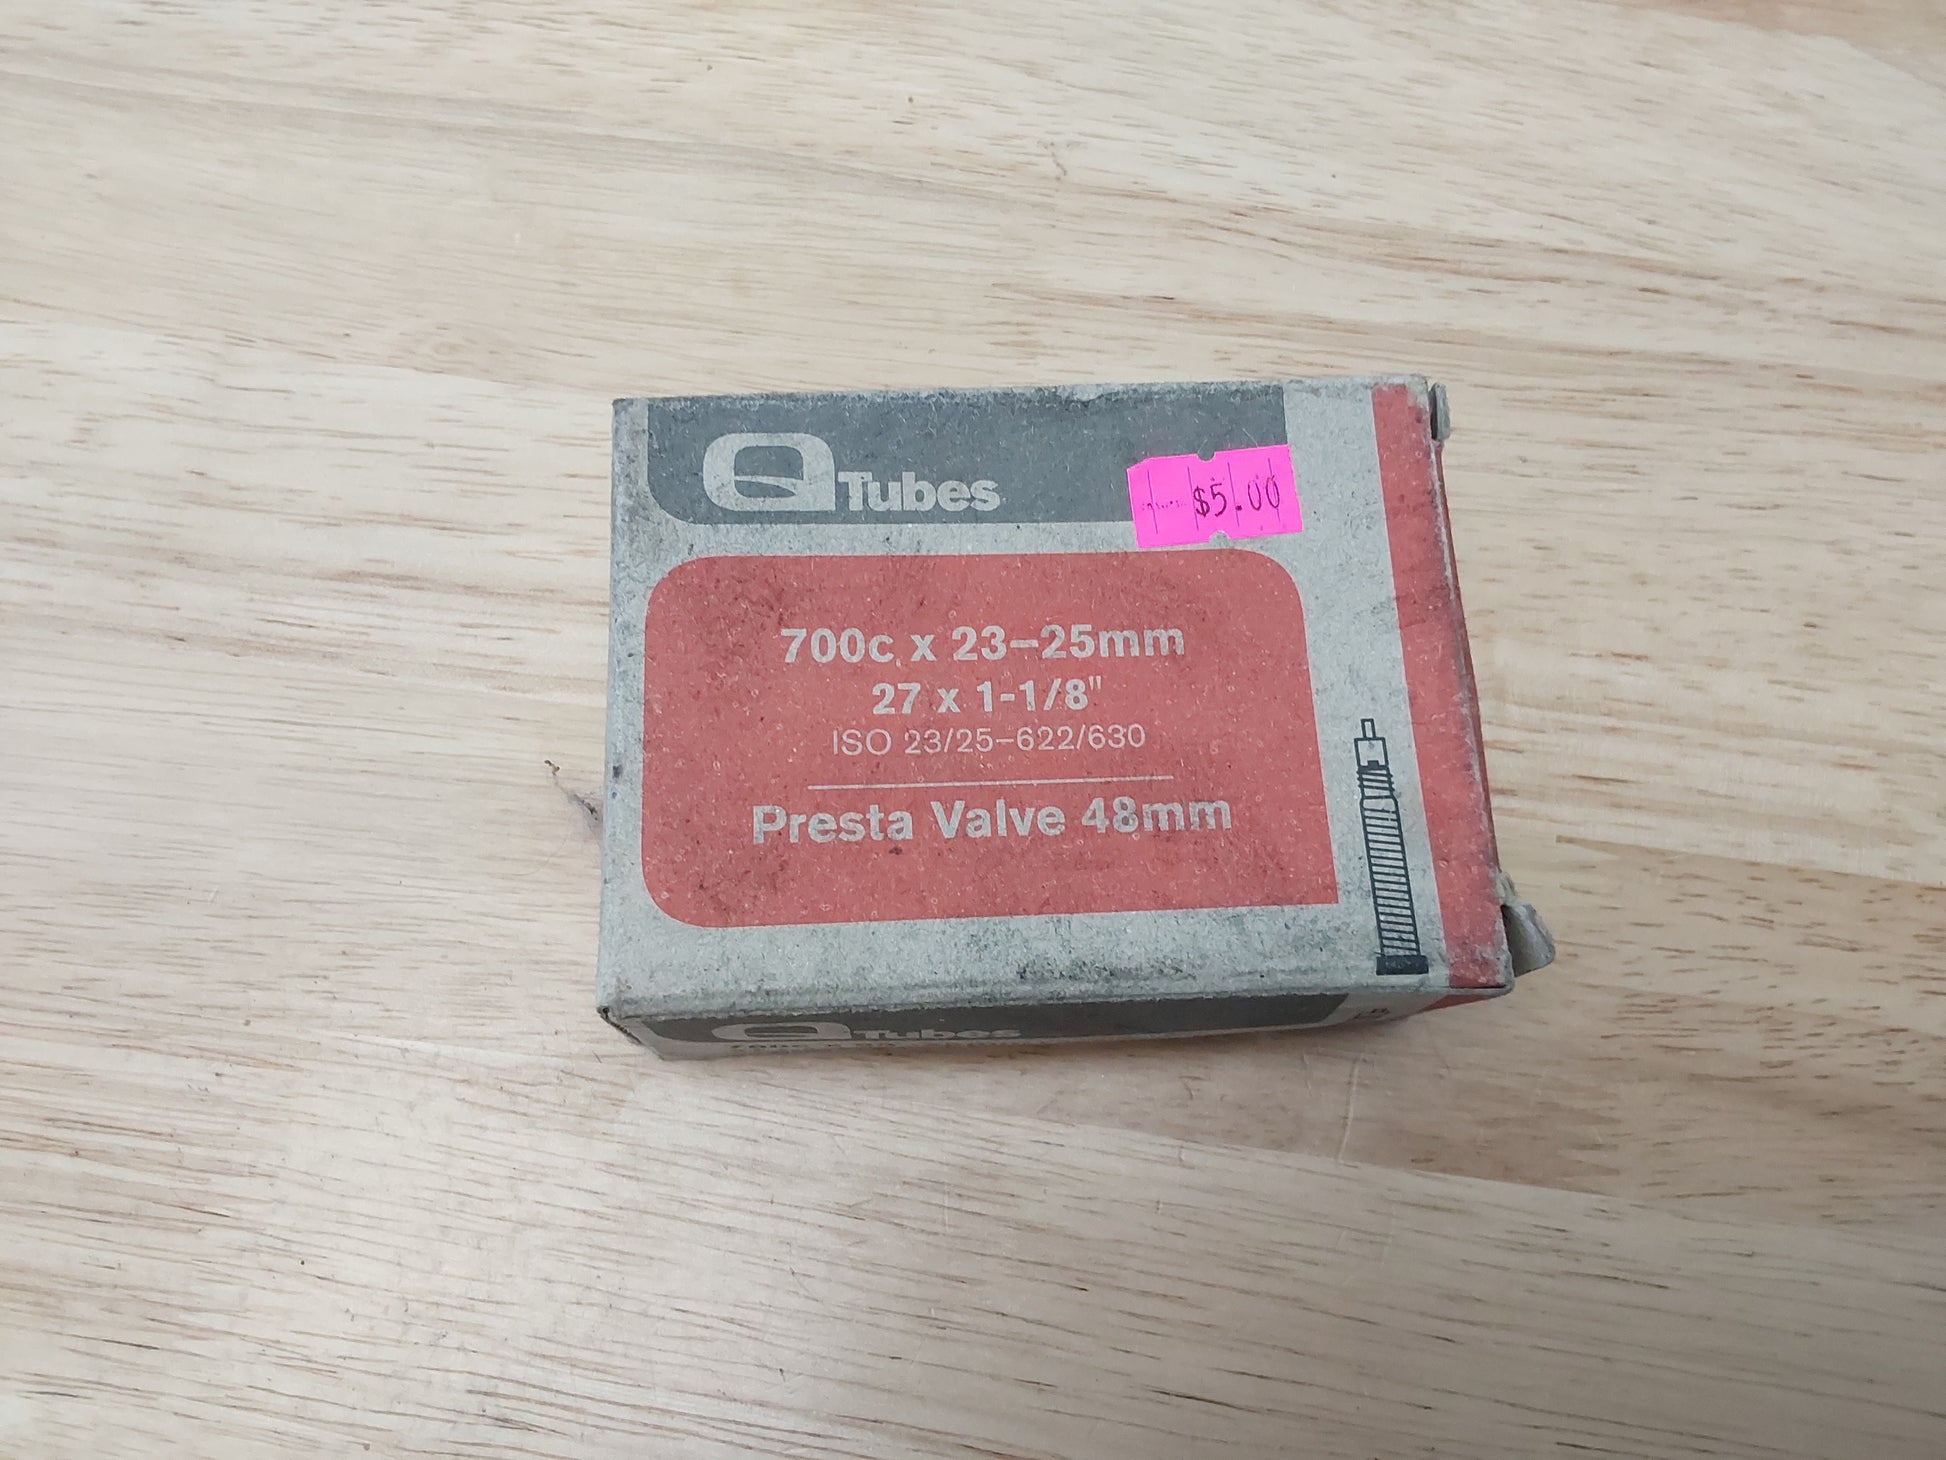 Q Tubes
$5.00
700c x 23–25mm
27 x 1-1/8"
ISO 23/25–622/630
Presta Valve 48mm
Q Tubes